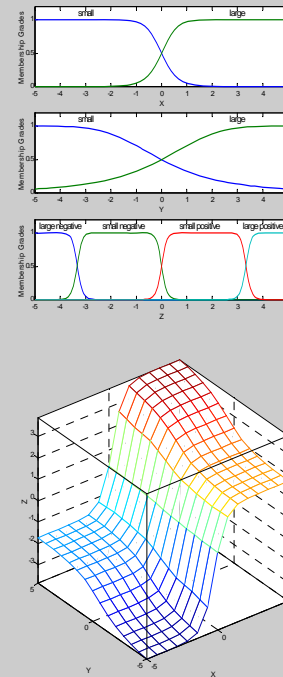 small large
Membership Grades
1
0.5
0
-5 -4 -3 -2 -1 0 1 2 3 4
X
small large
Membership Grades
1
0.5
0
-5 -4 -3 -2 -1 0 1 2 3 4
Y
large negative small negative small positive large positive
Membership Grades
1
0.5
0
-5 -4 -3 -2 -1 0 1 2 3 4
Z
3
2
1
0
-1
-2
-3
Z
5
0
-5
Y
-5
0
X